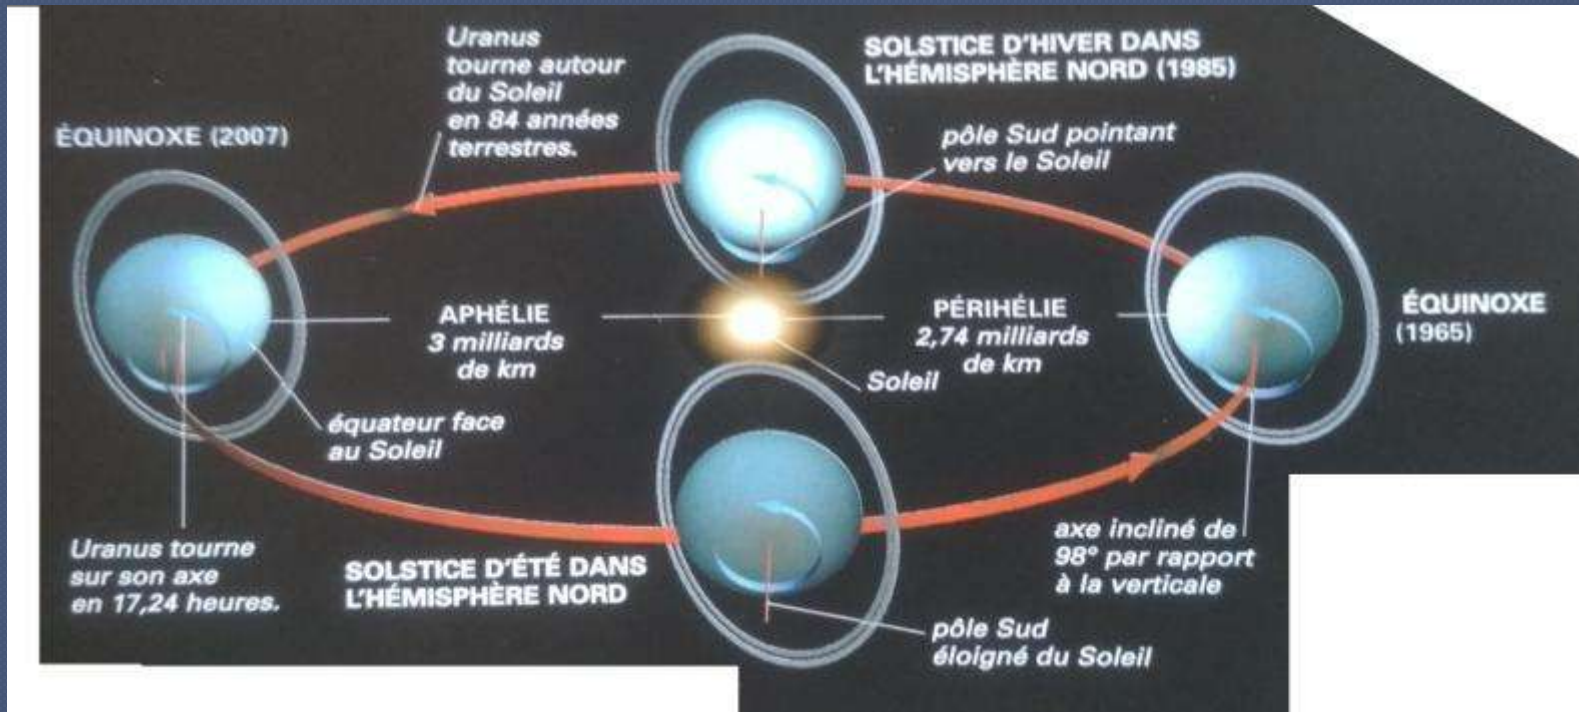 Uranus
tourne autour
du Soleil
en 84 années
terrestres.
SOLSTICE D'HIVER DANS
L'HÉMISPHÈRE NORD (1985)
ÉQUINOXE (2007)
pôle Sud pointant
vers le Soleil
APHÉLIE
3 milliards
de km
PÉRIHÉLIE
2,74 milliards
de km
ÉQUINOXE
(1965)
Soleil
équateur face
au Soleil
Uranus tourne
sur son axe
en 17,24 heures.
SOLSTICE D'ÉTÉ DANS
L'HÉMISPHÈRE NORD
axe incliné de
98° par rapport
à la verticale
pôle Sud
éloigné du Soleil